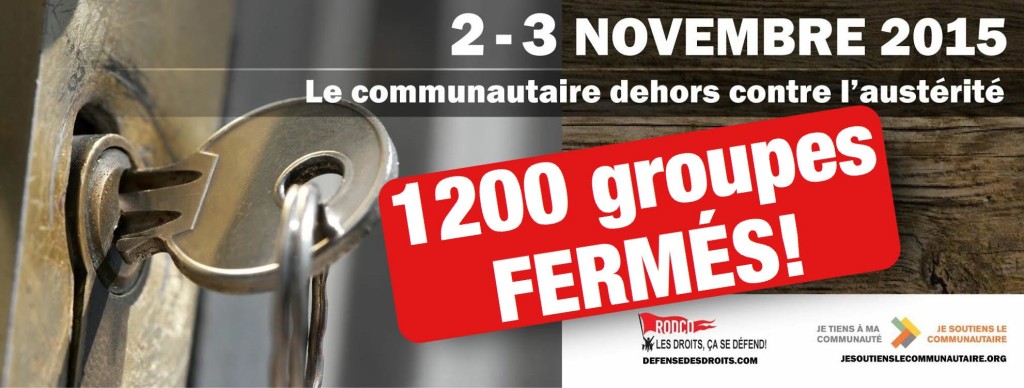 2 - 3 NOVEMBRE 2015
Le communautaire dehors contre l'austérité
1200 groupes
FERMÉS!
RODCD
LES DROITS, ÇA SE DÉFEND!
DEFENSEDESDROITS.COM
JE TIENS À MA
COMMUNAUTÉ
JE SOUTIENS LE
COMMUNAUTAIRE
JESOUTIENSLECOMMUNAUTAIRE.ORG